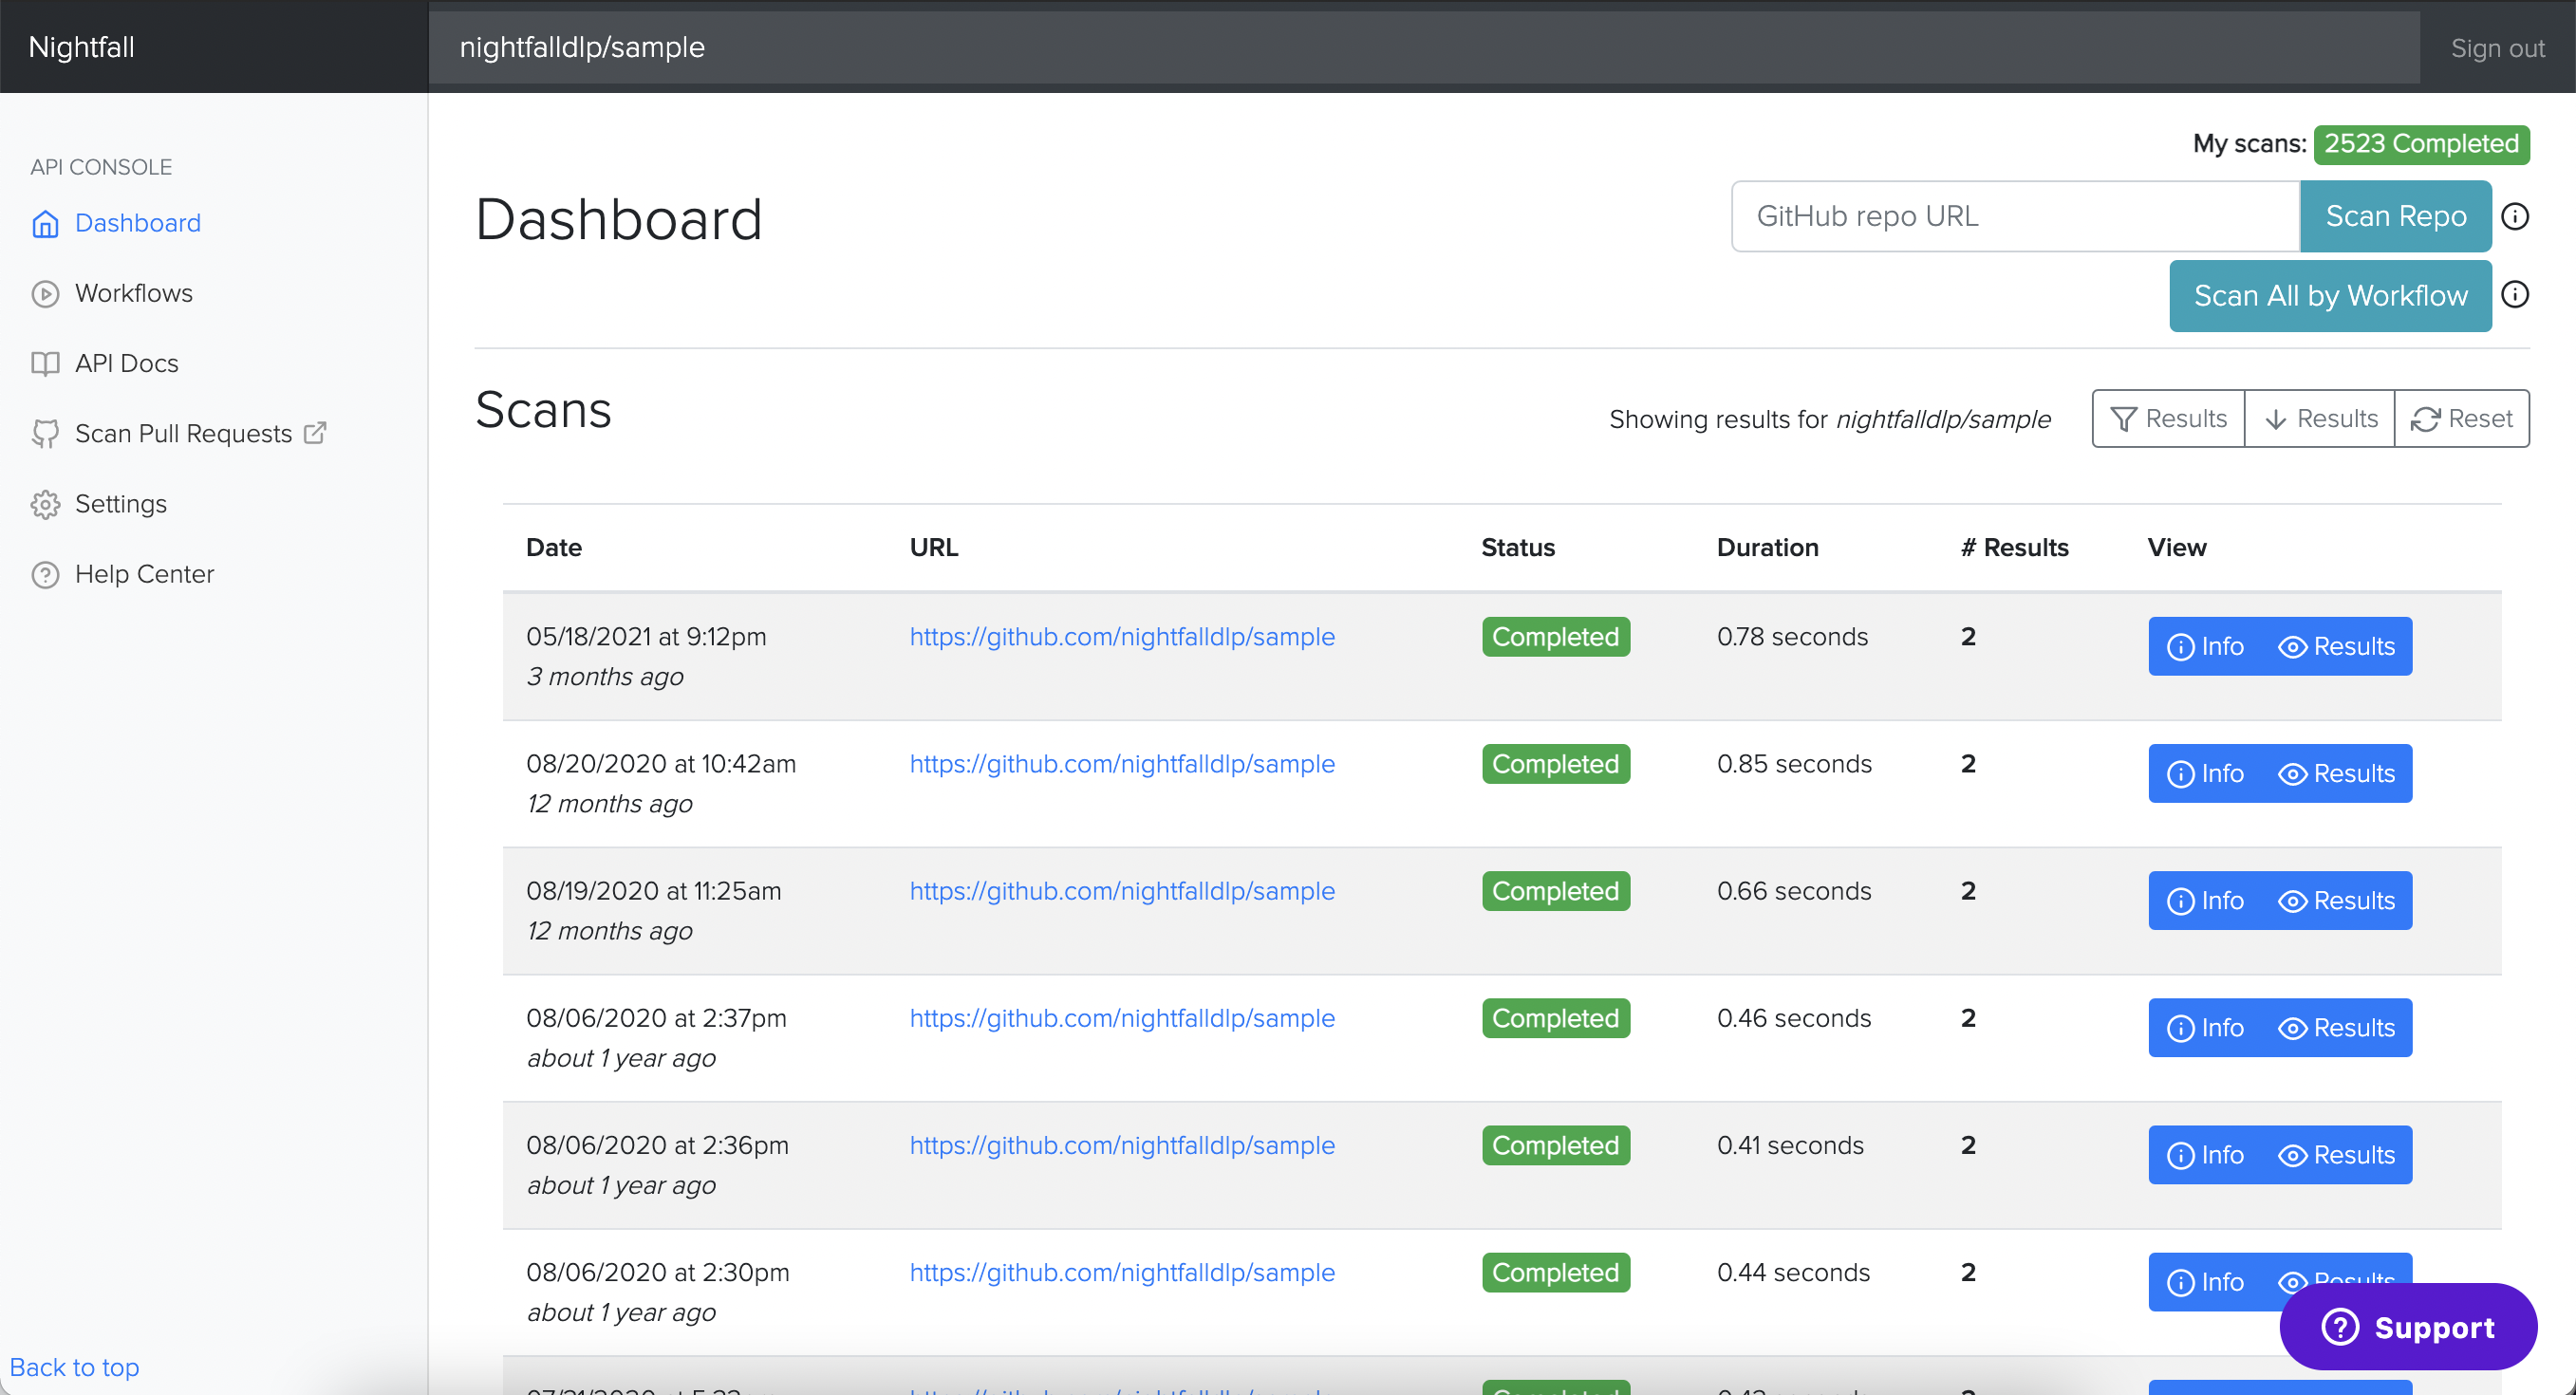 Nightfall
nightfalldlp/sample
Sign out
API CONSOLE
Dashboard
Workflows
API Docs
Scan Pull Requests
Settings
Help Center
Back to top
My scans: 2523 Completed
Dashboard
GitHub repo URL
Scan Repo
Scan All by Workflow
Scans
Showing results for nightfalldlp/sample
Results
Results
Reset
Date URL Status Duration # Results View
05/18/2021 at 9:12pm https://github.com/nightfalldlp/sample Completed 0.78 seconds 2 Info Results
3 months ago
08/20/2020 at 10:42am https://github.com/nightfalldlp/sample Completed 0.85 seconds 2 Info Results
12 months ago
08/19/2020 at 11:25am https://github.com/nightfalldlp/sample Completed 0.66 seconds 2 Info Results
12 months ago
08/06/2020 at 2:37pm https://github.com/nightfalldlp/sample Completed 0.46 seconds 2 Info Results
about 1 year ago
08/06/2020 at 2:36pm https://github.com/nightfalldlp/sample Completed 0.41 seconds 2 Info Results
about 1 year ago
08/06/2020 at 2:30pm https://github.com/nightfalldlp/sample Completed 0.44 seconds 2 Info Results
about 1 year ago
Support